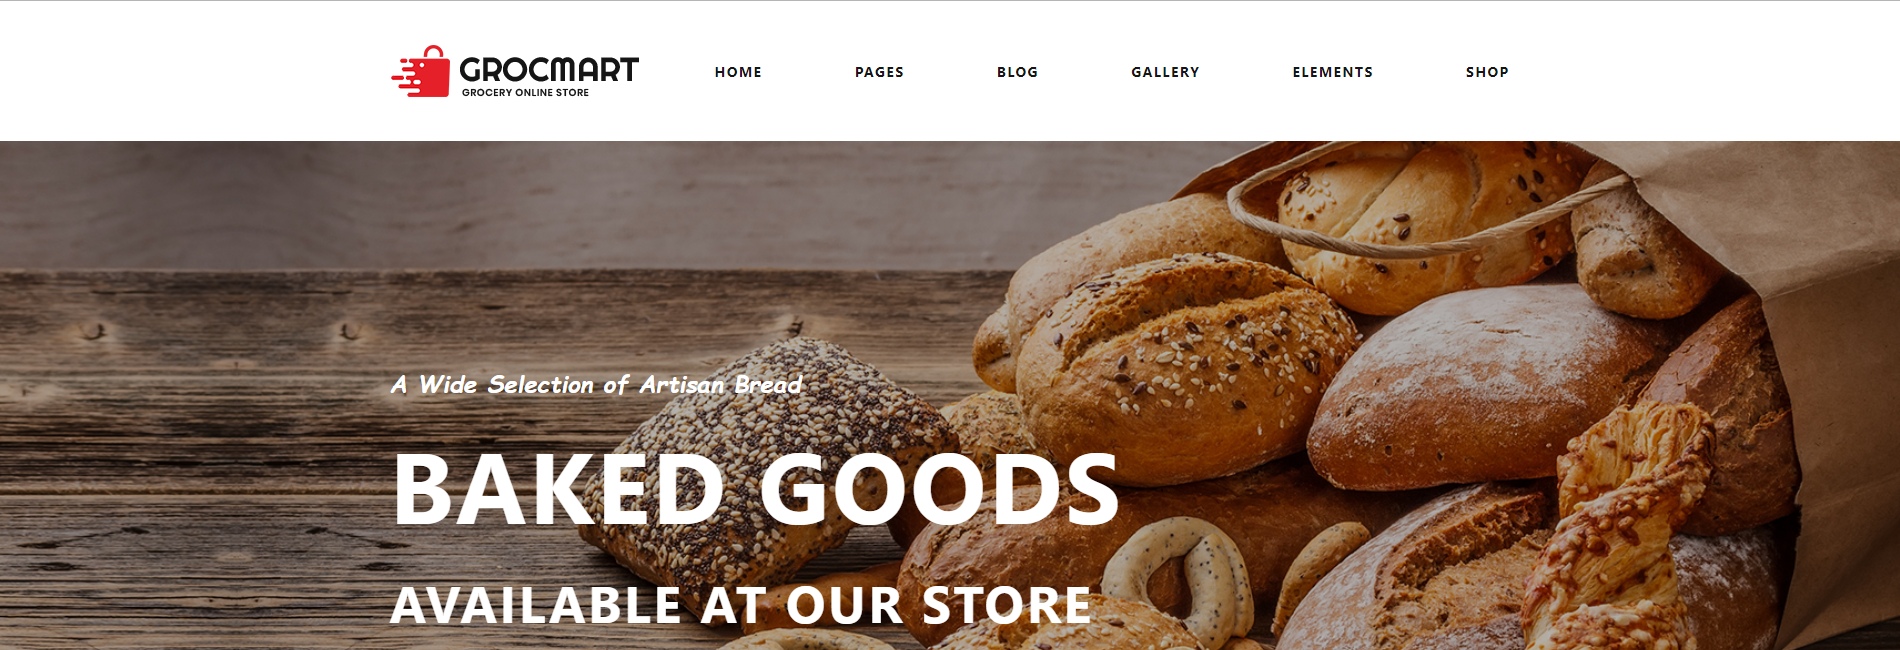 GROCMART
GROCERY ONLINE STORE
HOME PAGES BLOG GALLERY ELEMENTS SHOP
A Wide Selection of Artisan Bread
BAKED GOODS
AVAILABLE AT OUR STORE